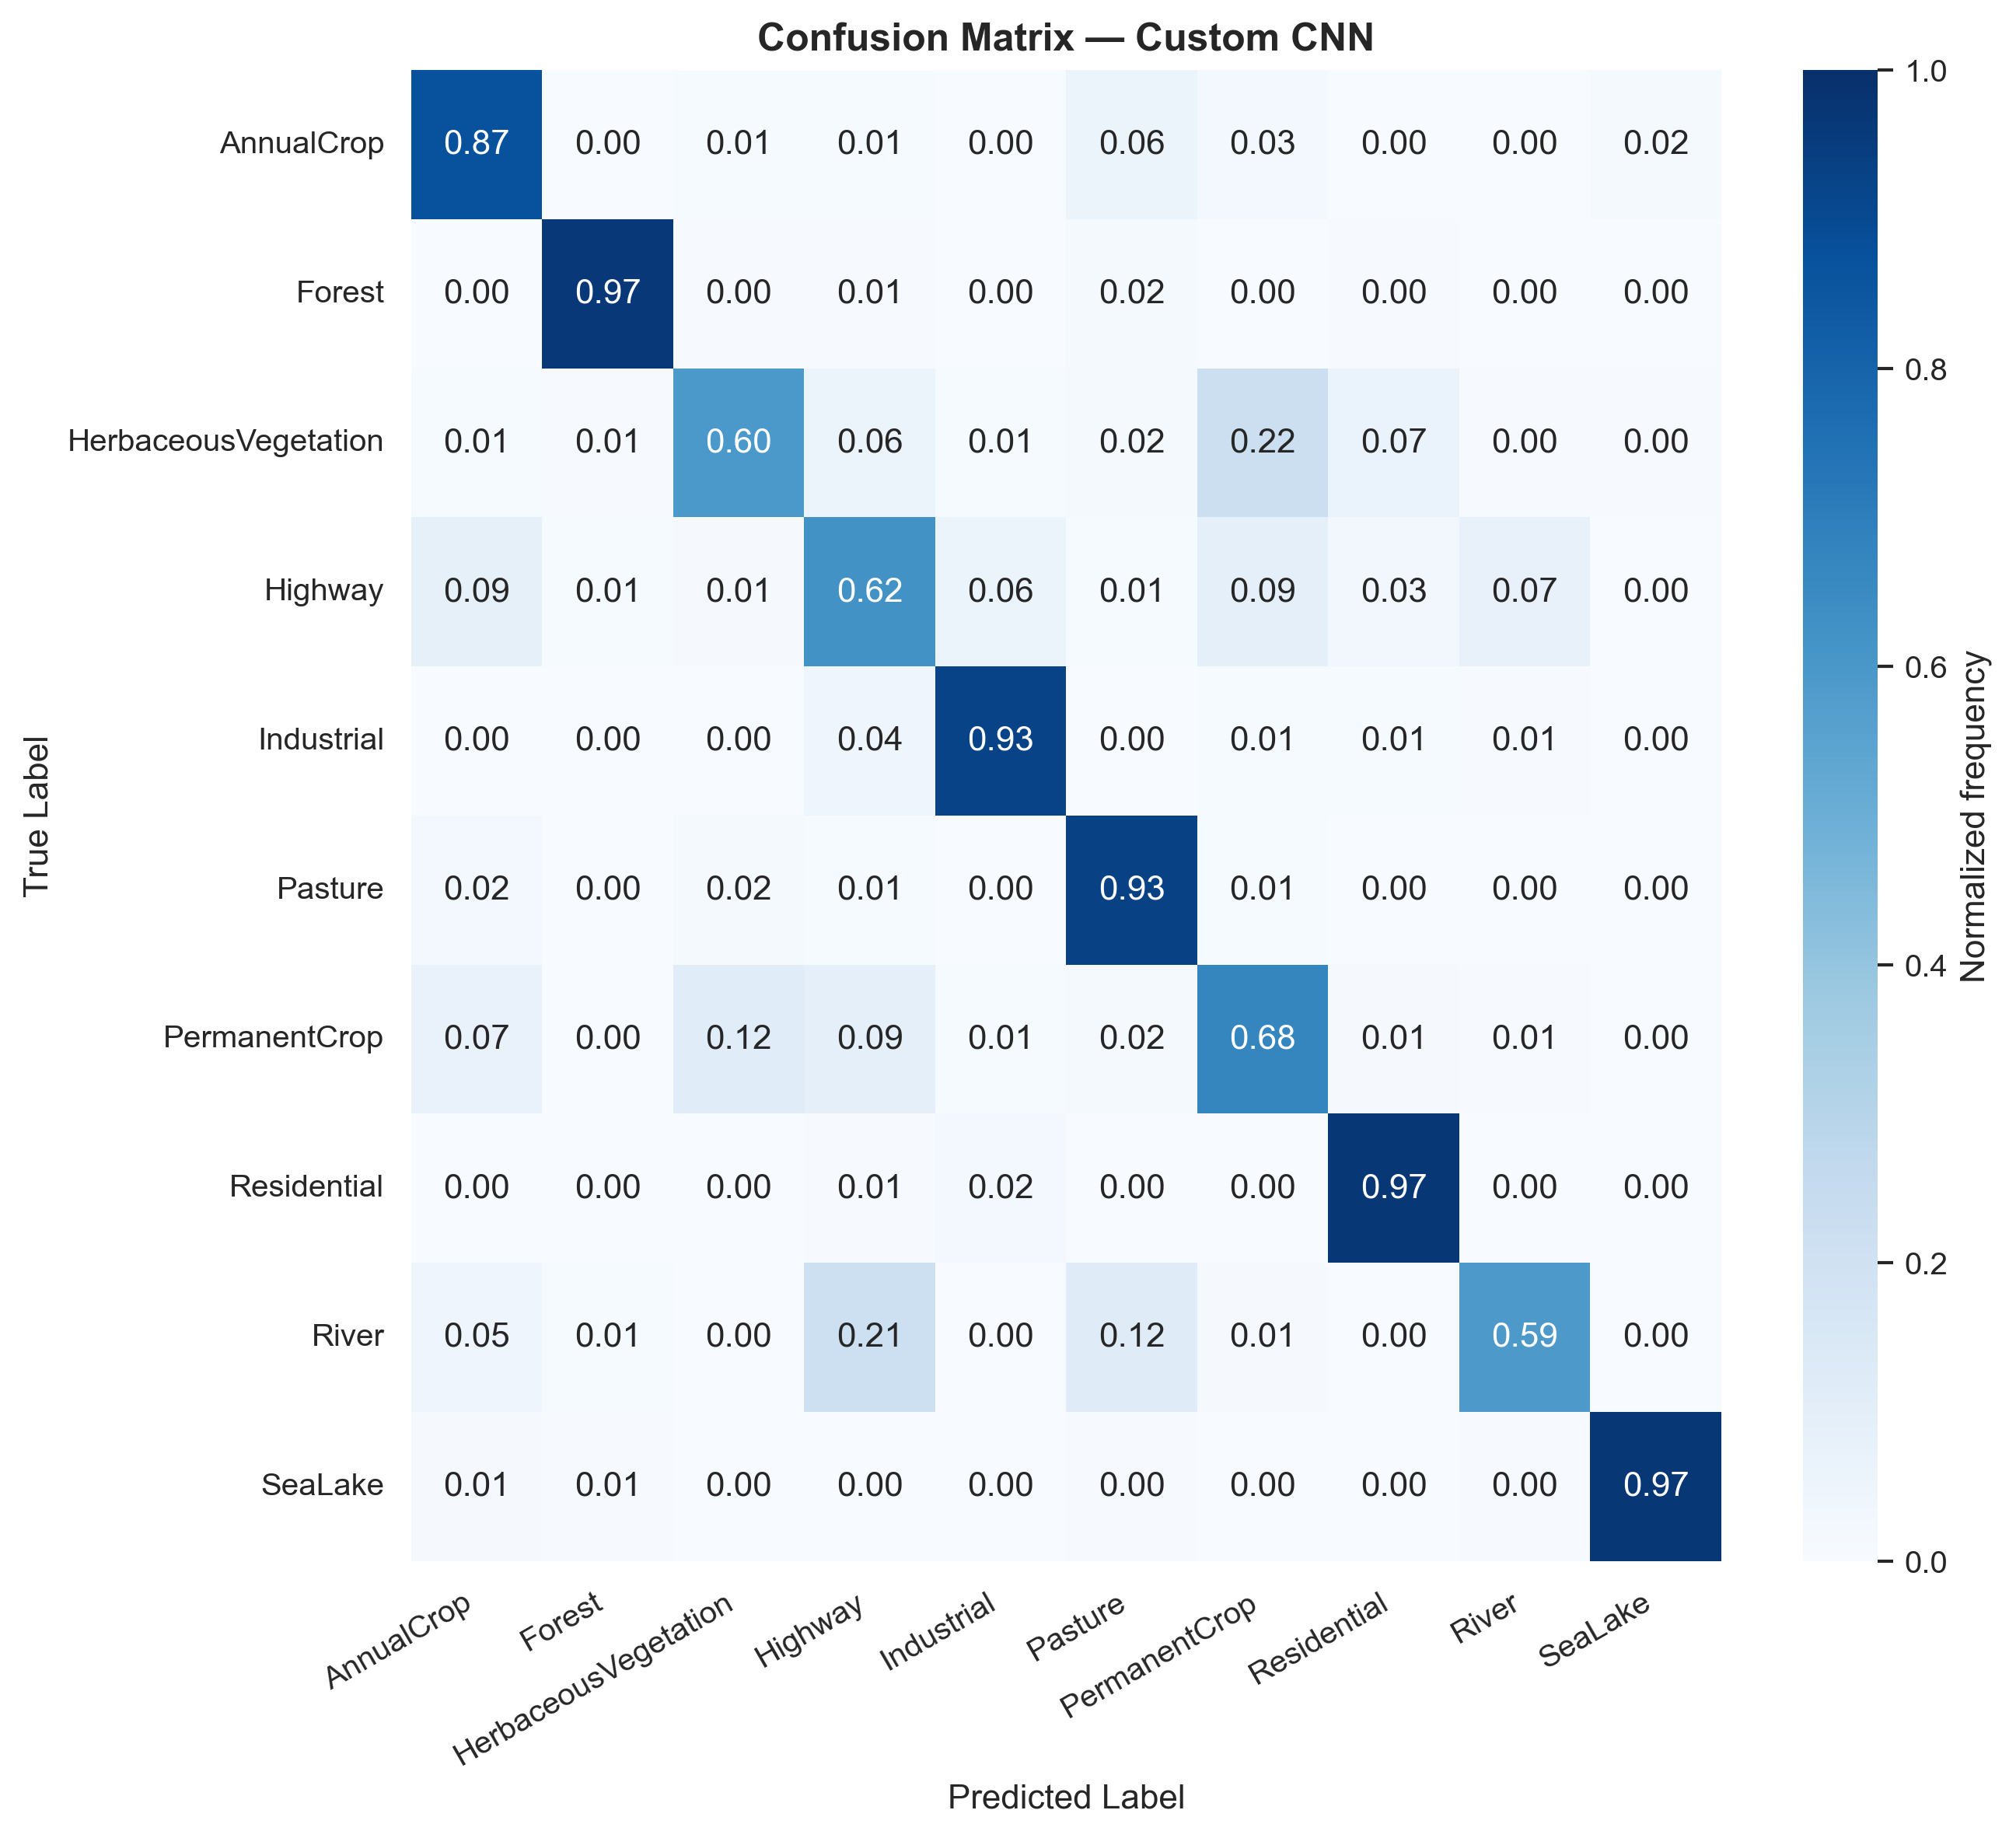 Confusion Matrix — Custom CNN
True Label
AnnualCrop 0.87 0.00 0.01 0.01 0.00 0.06 0.03 0.00 0.00 0.02
Forest 0.00 0.97 0.00 0.01 0.00 0.02 0.00 0.00 0.00 0.00
HerbaceousVegetation 0.01 0.01 0.60 0.06 0.01 0.02 0.22 0.07 0.00 0.00
Highway 0.09 0.01 0.01 0.62 0.06 0.01 0.09 0.03 0.07 0.00
Industrial 0.00 0.00 0.00 0.04 0.93 0.00 0.01 0.01 0.01 0.00
Pasture 0.02 0.00 0.02 0.01 0.00 0.93 0.01 0.00 0.00 0.00
PermanentCrop 0.07 0.00 0.12 0.09 0.01 0.02 0.68 0.01 0.01 0.00
Residential 0.00 0.00 0.00 0.01 0.02 0.00 0.00 0.97 0.00 0.00
River 0.05 0.01 0.00 0.21 0.00 0.12 0.01 0.00 0.59 0.00
SeaLake 0.01 0.01 0.00 0.00 0.00 0.00 0.00 0.00 0.00 0.97
AnnualCrop Forest HerbaceousVegetation Highway Industrial Pasture PermanentCrop Residential River SeaLake
Predicted Label
1.0
0.8
0.6
0.4
0.2
0.0
Normalized frequency